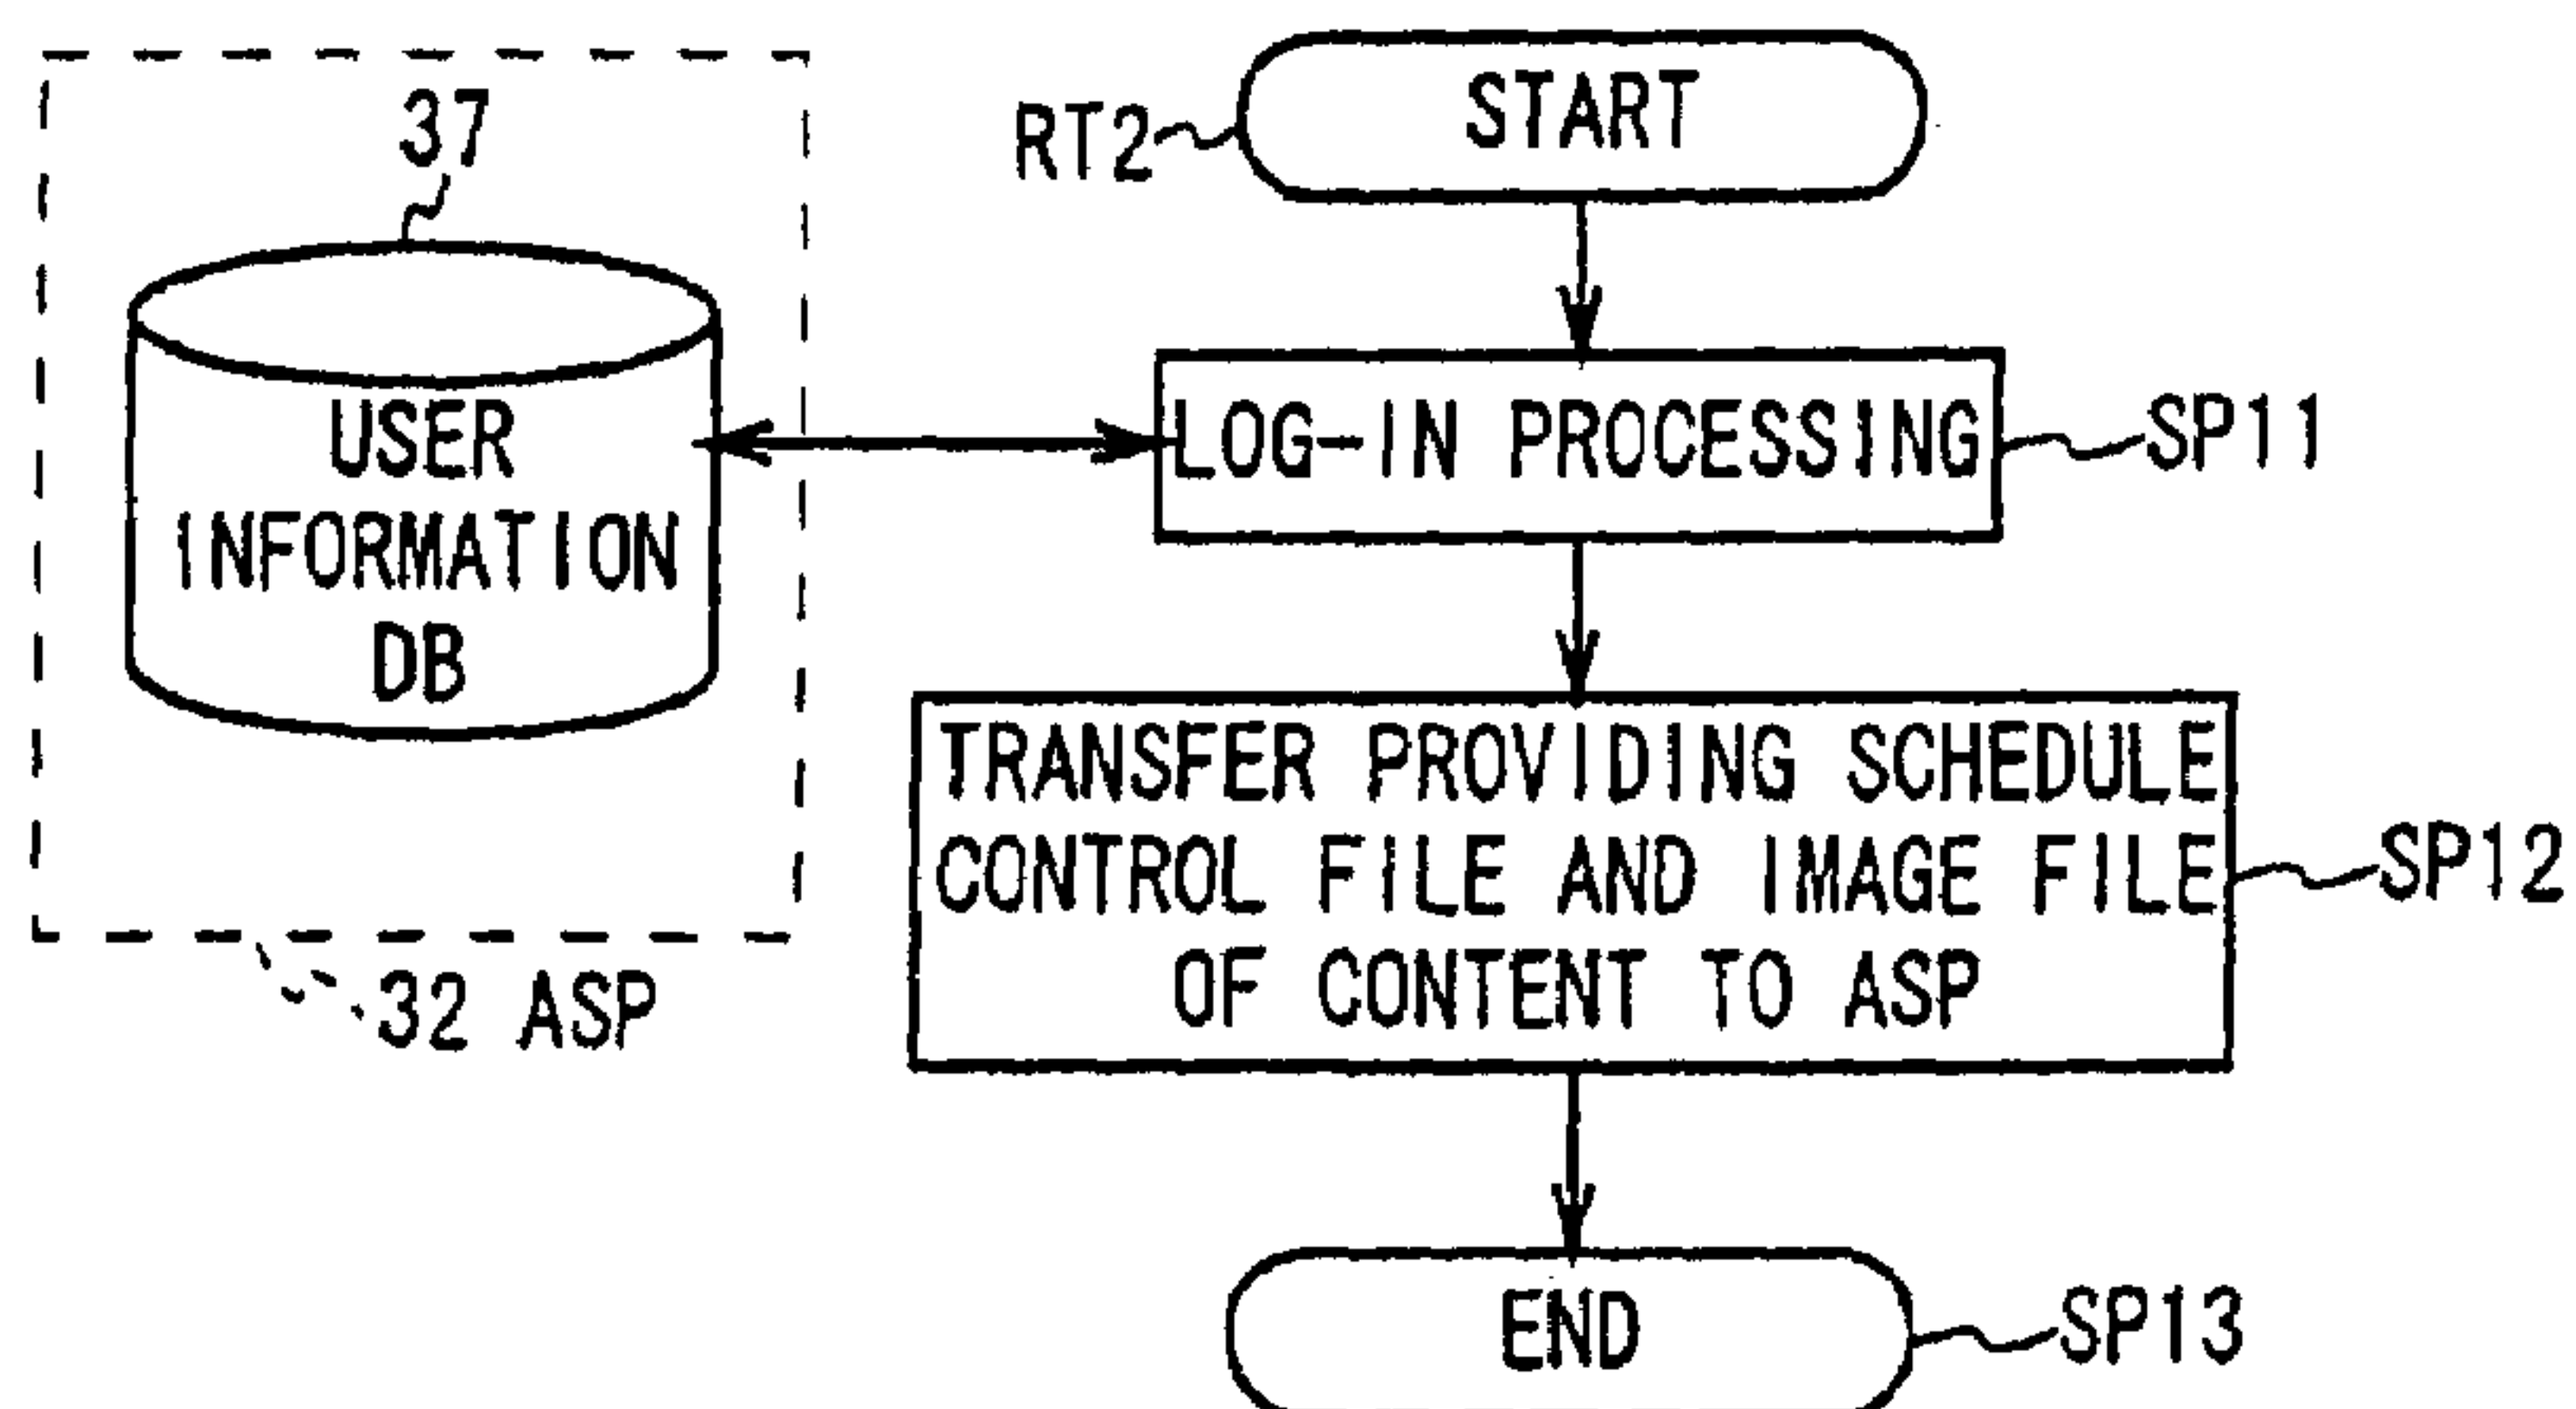 37
USER
INFORMATION
DB
32 ASP
RT2
START
LOG-IN PROCESSING
SP11
TRANSFER PROVIDING SCHEDULE
CONTROL FILE AND IMAGE FILE
OF CONTENT TO ASP
SP12
END
SP13